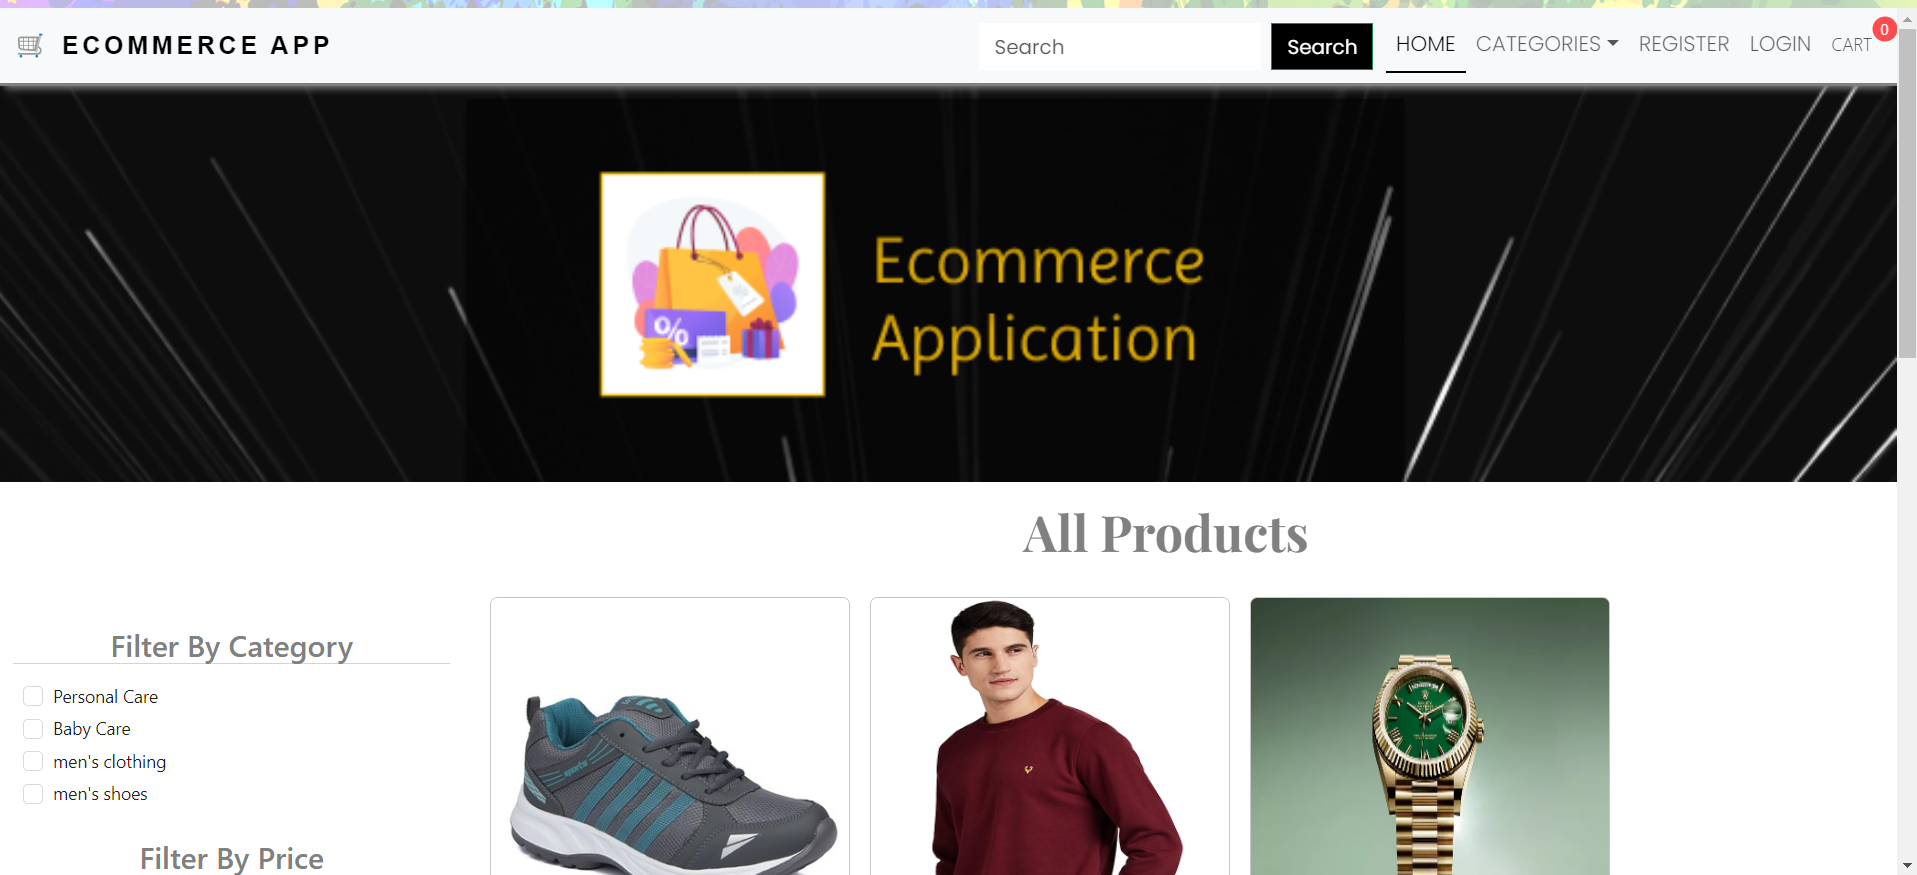 ECOMMERCE APP
Search
Search
HOME
CATEGORIES
REGISTER
LOGIN
CART
0
%
Ecommerce
Application
All Products
Filter By Category
Personal Care
Baby Care
men's clothing
men's shoes
Filter By Price
sports